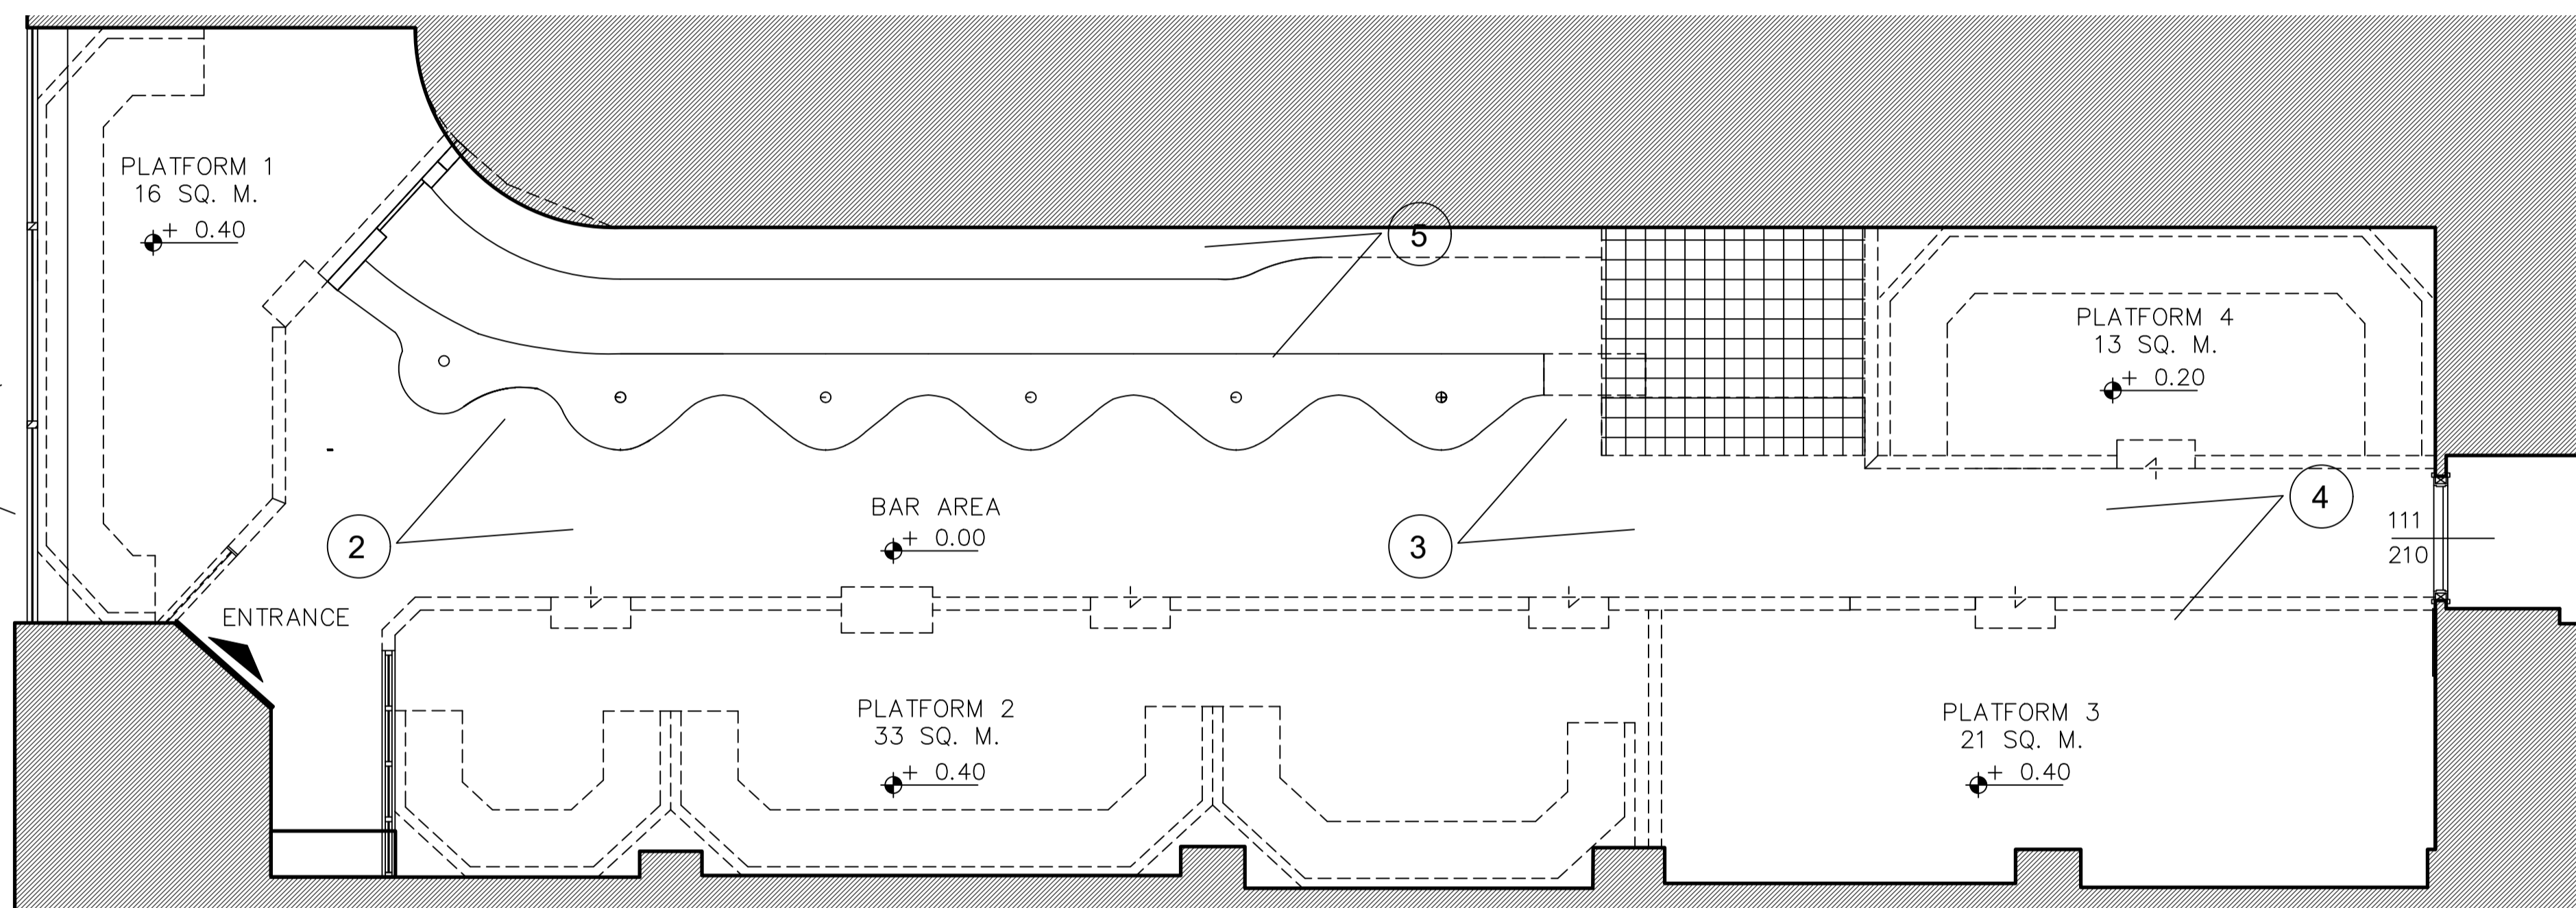 PLATFORM 1
16 SQ. M.
+ 0.40
5
PLATFORM 4
13 SQ. M.
+ 0.20
BAR AREA
+ 0.00
2
3
4
111
210
ENTRANCE
PLATFORM 2
33 SQ. M.
+ 0.40
PLATFORM 3
21 SQ. M.
+ 0.40